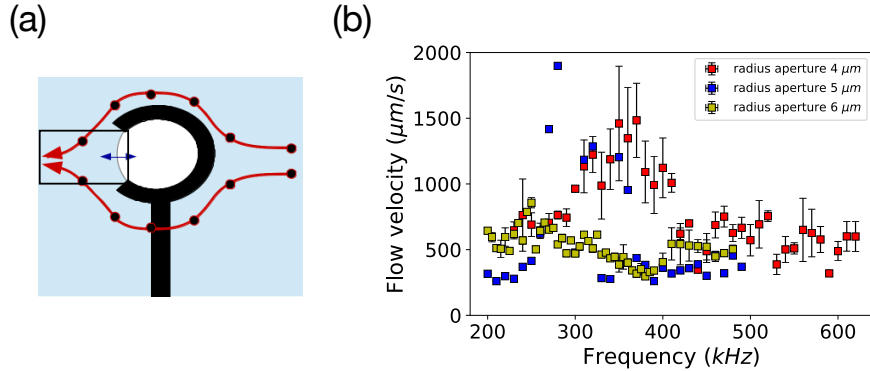 (a)
(b)
Flow velocity (μm/s)
2000
1500
1000
500
0
radius aperture 4 μm
radius aperture 5 μm
radius aperture 6 μm
200
300
400
500
600
Frequency (kHz)